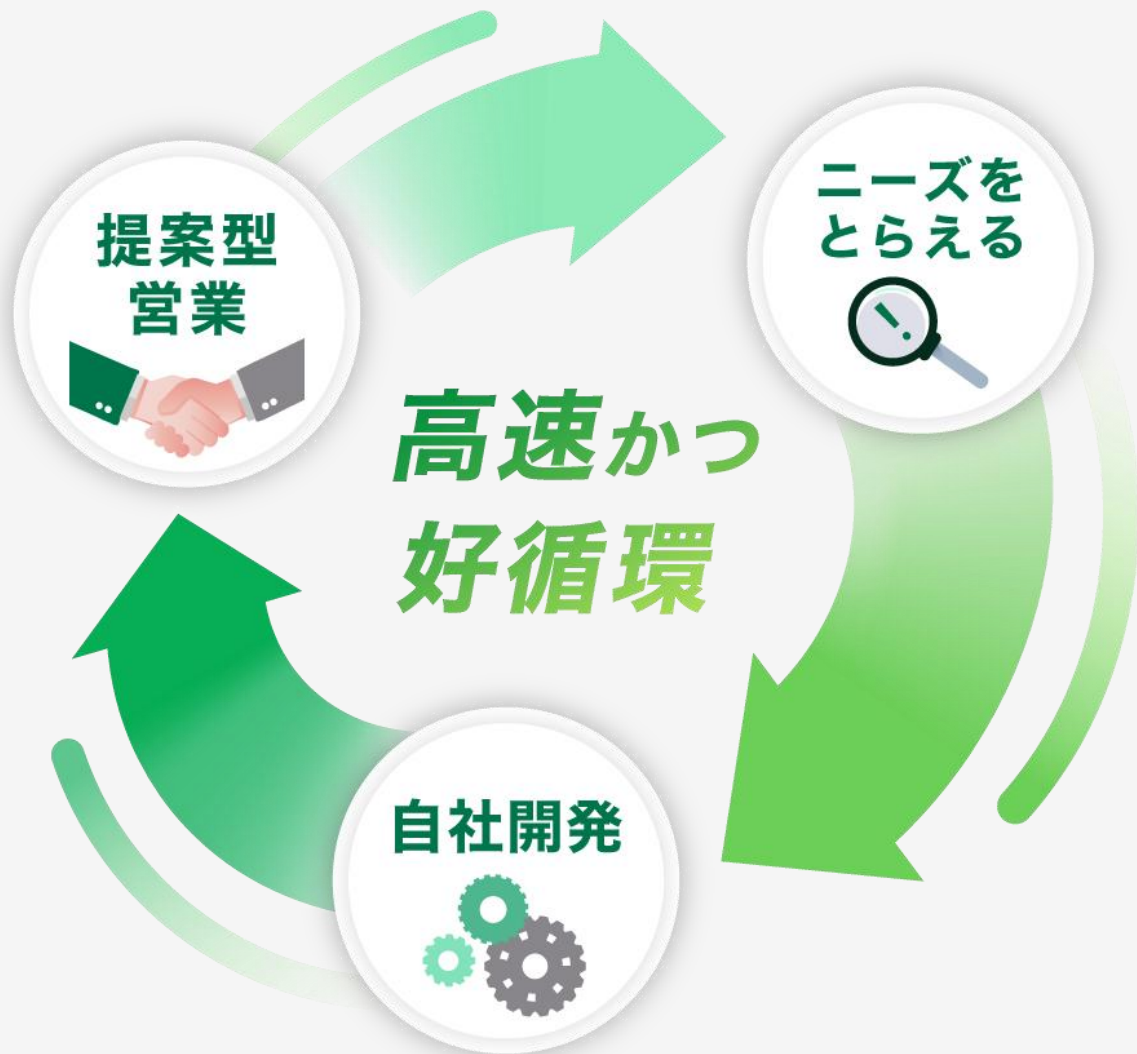 提案型
営業
ニーズを
とらえる
高速かつ
好循環
自社開発